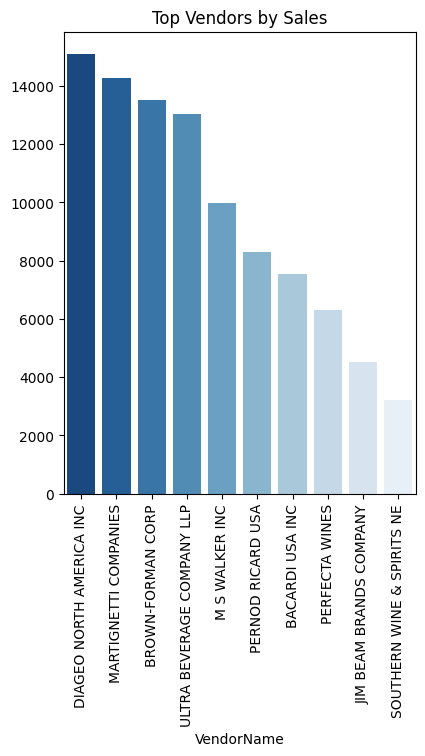 Top Vendors by Sales
14000
12000
10000
8000
6000
4000
2000
0
DIAGEO NORTH AMERICA INC
MARTIGNETTI COMPANIES
BROWN-FORMAN CORP
ULTRA BEVERAGE COMPANY LLP
M S WALKER INC
PERNOD RICARD USA
BACARDI USA INC
PERFECTA WINES
JIM BEAM BRANDS COMPANY
SOUTHERN WINE & SPIRITS NE
VendorName